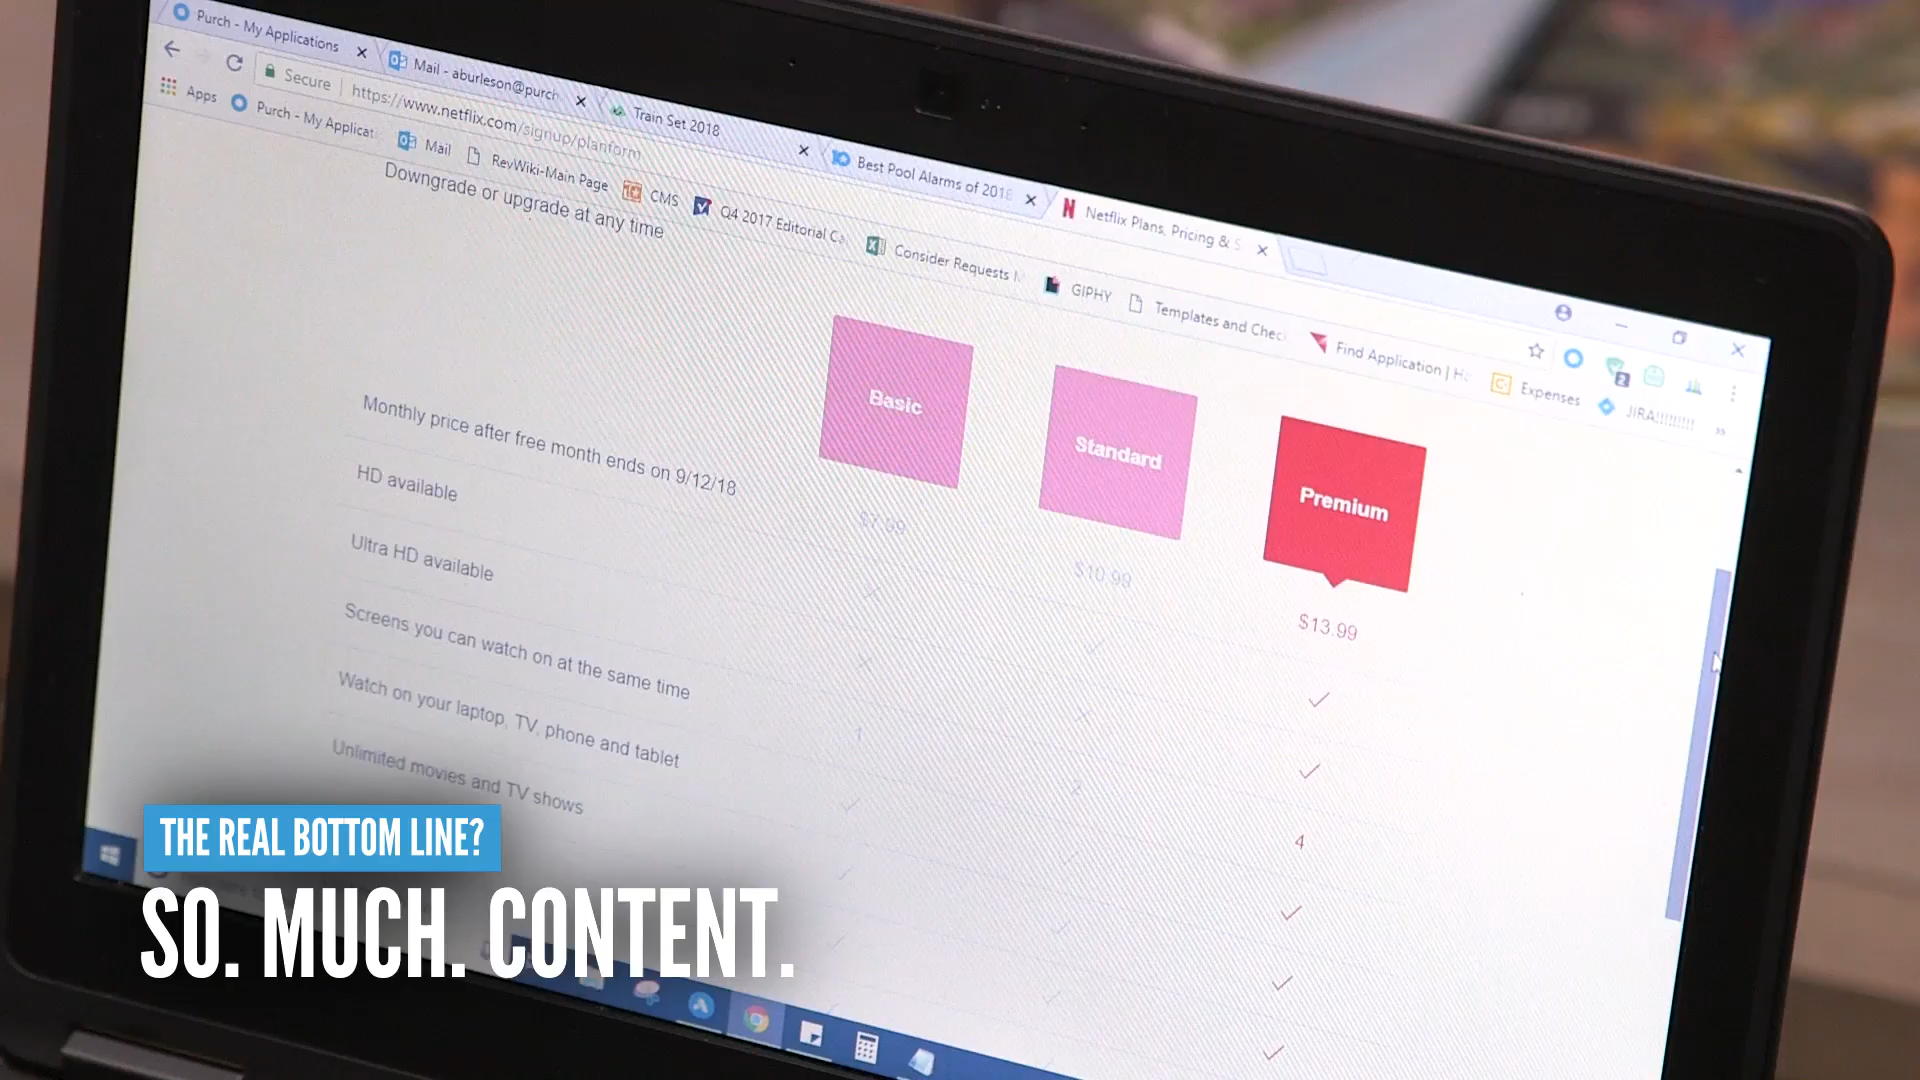 Purch - My Applications
Mail - aburleson@purch
Train Set 2018
Best Pool Alarms of 2018
Netflix Plans, Pricing & S
Secure
https://www.netflix.com/signup/planform
Apps
Purch - My Applicat
Mail
RevWiki-Main Page
CMS
Q4 2017 Editorial Ca
Consider Requests
GIPHY
Templates and Chec
Find Application | Ha
Expenses
JIRA!!!!!!!!!
Downgrade or upgrade at any time
Basic
Standard
Premium
Monthly price after free month ends on 9/12/18
$7.99
$10.99
$13.99
HD available
Ultra HD available
Screens you can watch on at the same time
1
2
4
Watch on your laptop, TV, phone and tablet
Unlimited movies and TV shows
THE REAL BOTTOM LINE?
SO. MUCH. CONTENT.